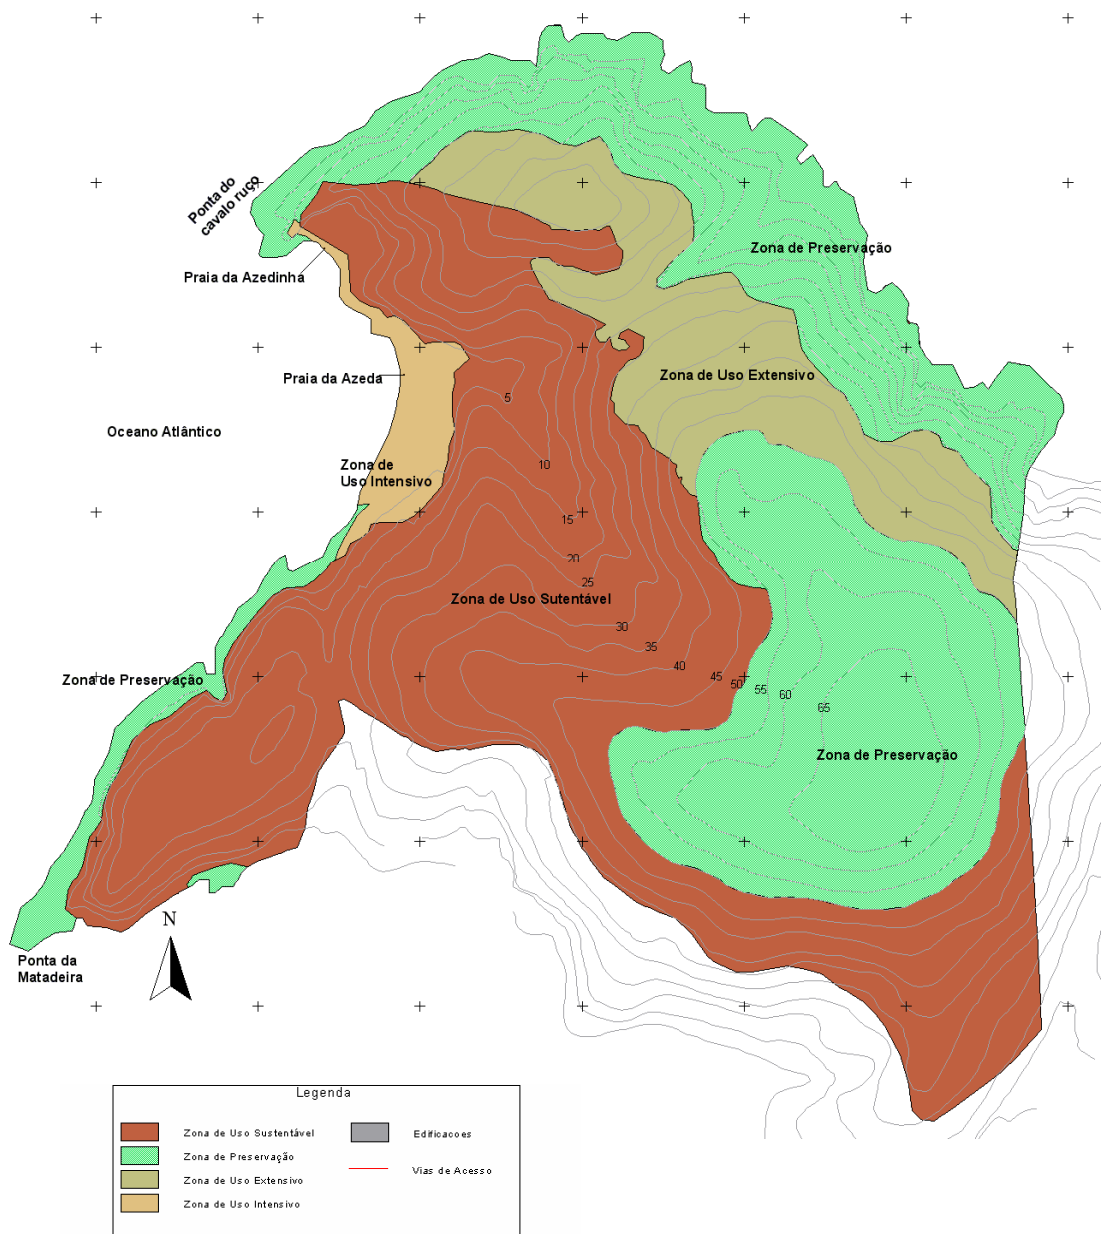 Ponta do
cavalo ruço
Zona de Preservação
Praia da Azedinha
Praia da Azeda
Zona de Uso Extensivo
5
Oceano Atlântico
10
Zona de
Uso Intensivo
15
20
25
Zona de Uso Sutentável
30
35
40
45
50
55
60
65
Zona de Preservação
Zona de Preservação
N
Ponta da
Matadeira
Legenda
Zona de Uso Sustentável
Zona de Preservação
Zona de Uso Extensivo
Zona de Uso Intensivo
Edificacoes
Vias de Acesso